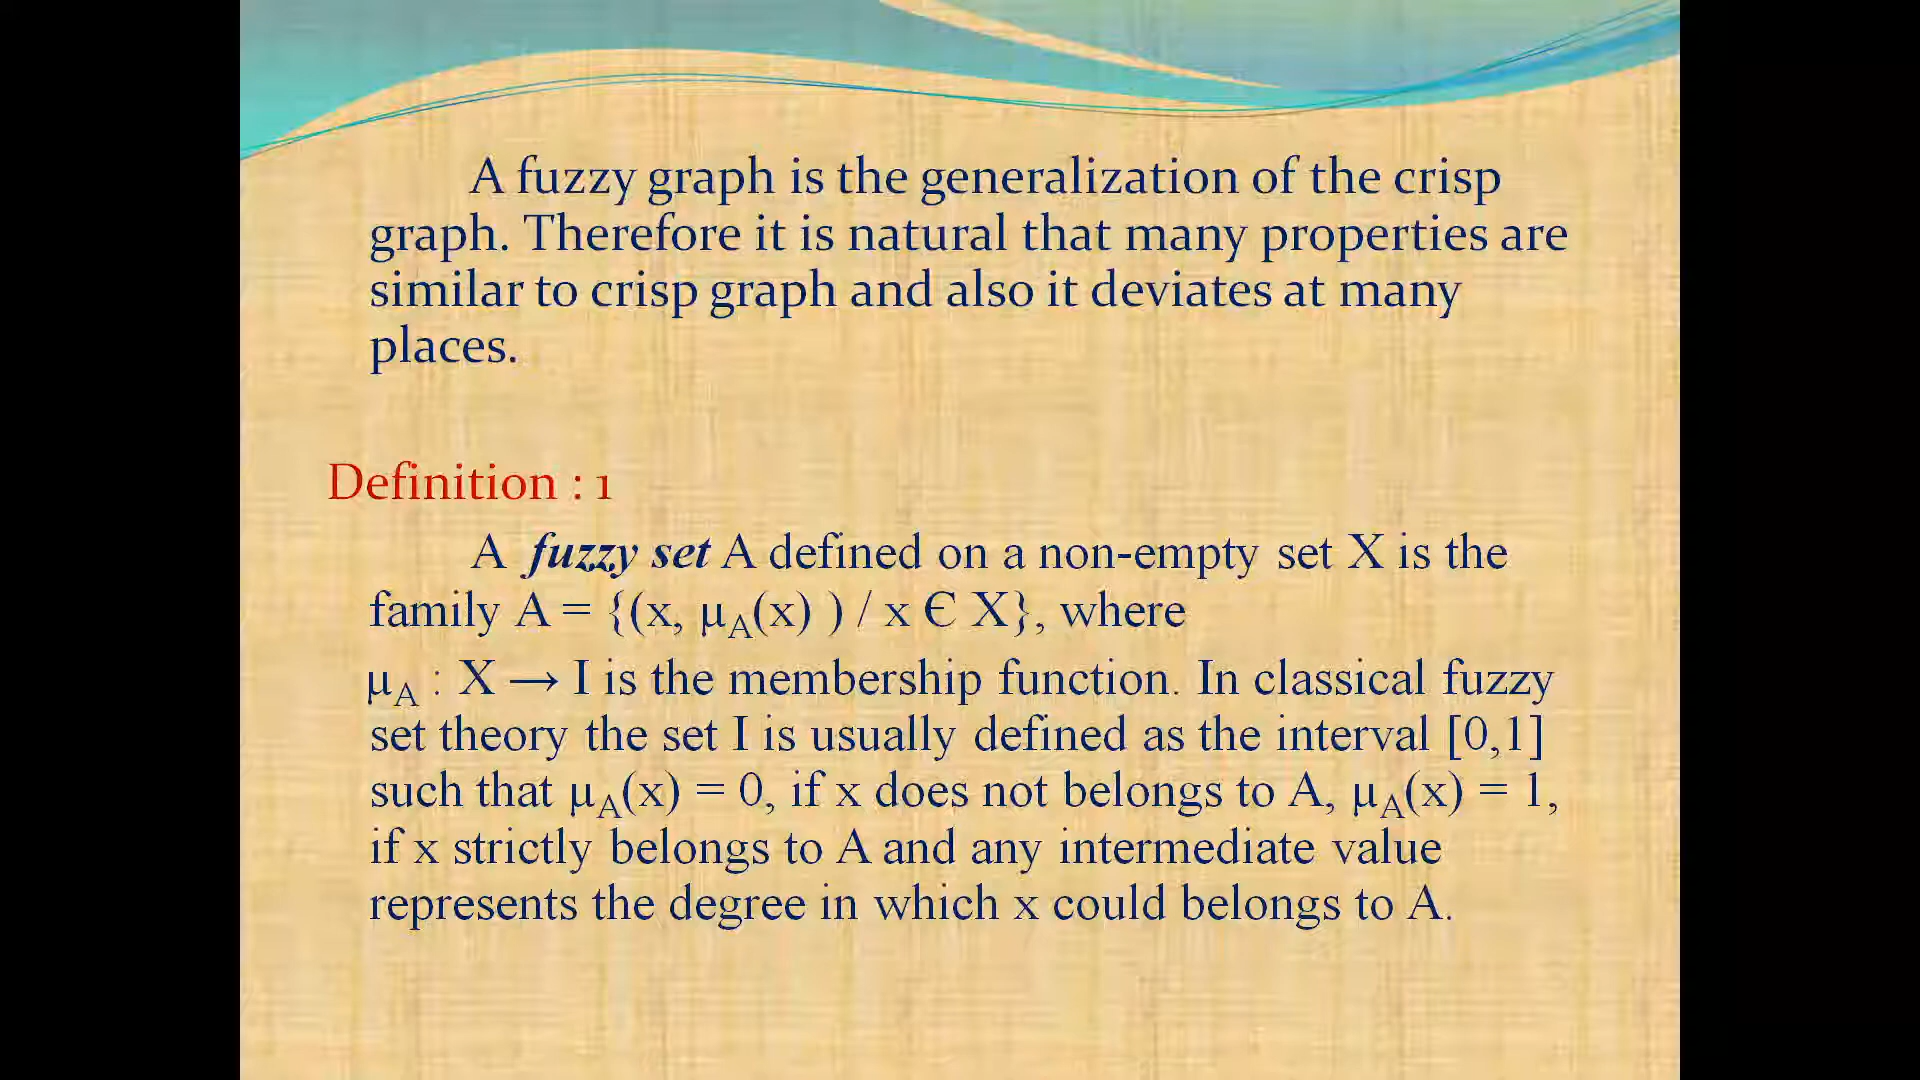 A fuzzy graph is the generalization of the crisp
graph. Therefore it is natural that many properties are
similar to crisp graph and also it deviates at many
places.
Definition : 1
A fuzzy set A defined on a non-empty set X is the
family A = {(x, μA(x) ) / x Є X}, where
μA : X → I is the membership function. In classical fuzzy
set theory the set I is usually defined as the interval [0,1]
such that μA(x) = 0, if x does not belongs to A, μA(x) = 1,
if x strictly belongs to A and any intermediate value
represents the degree in which x could belongs to A.